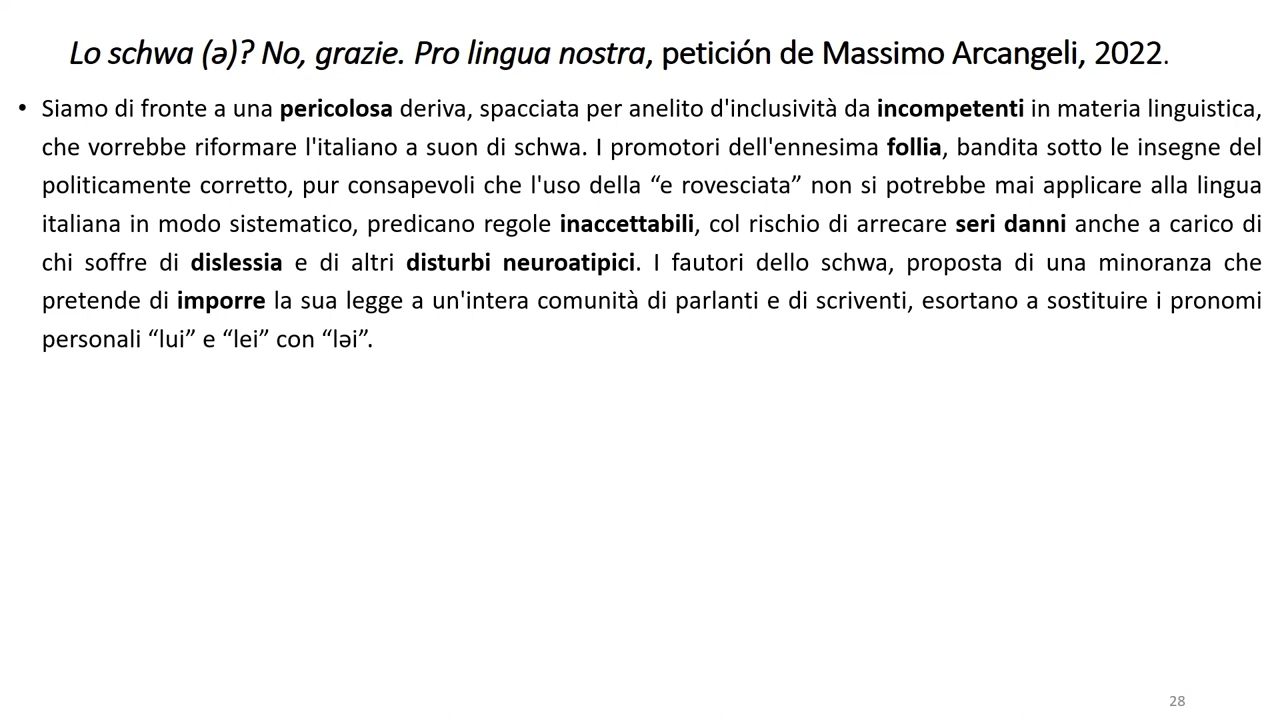 Lo schwa (ə)? No, grazie. Pro lingua nostra, petición de Massimo Arcangeli, 2022.
• Siamo di fronte a una pericolosa deriva, spacciata per anelito d'inclusività da incompetenti in materia linguistica,
che vorrebbe riformare l'italiano a suon di schwa. I promotori dell'ennesima follia, bandita sotto le insegne del
politicamente corretto, pur consapevoli che l'uso della “e rovesciata” non si potrebbe mai applicare alla lingua
italiana in modo sistematico, predicano regole inaccettabili, col rischio di arrecare seri danni anche a carico di
chi soffre di dislessia e di altri disturbi neuroatipici. I fautori dello schwa, proposta di una minoranza che
pretende di imporre la sua legge a un'intera comunità di parlanti e di scriventi, esortano a sostituire i pronomi
personali “lui” e “lei” con “ləi”.
28